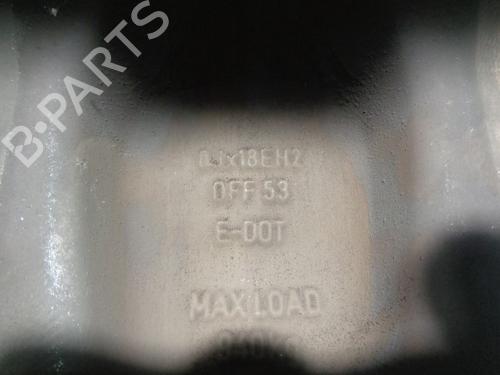 B-PARTS
8Jx18EH2
OFF 53
E-DOT
MAX LOAD